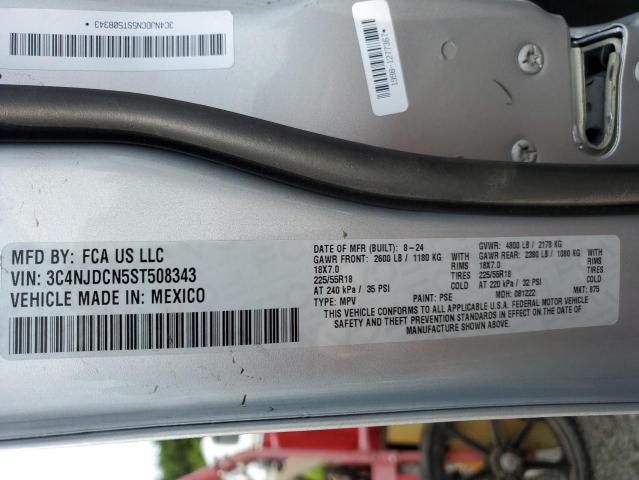 3C4NJDCN5ST508343 *
1898-1277367*
MFD BY: FCA US LLC
VIN: 3C4NJDCN5ST508343
VEHICLE MADE IN: MEXICO
DATE OF MFR (BUILT): 8-24
GVWR: 4800 LB / 2178 KG
GAWR FRONT: 2600 LB / 1180 KG WITH
GAWR REAR: 2380 LB / 1080 KG WITH
18X7.0 RIMS 18X7.0 RIMS
225/55R18 TIRES 225/55R18 TIRES
AT 240 kPa / 35 PSI COLD AT 220 kPa / 32 PSI COLD
TYPE: MPV PAINT: PSE MDH: 081222 MKT: 875
THIS VEHICLE CONFORMS TO ALL APPLICABLE U.S.A. FEDERAL MOTOR VEHICLE
SAFETY AND THEFT PREVENTION STANDARDS IN EFFECT ON THE DATE OF
MANUFACTURE SHOWN ABOVE.